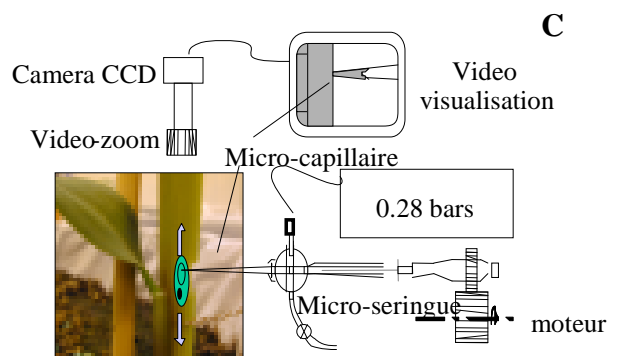 C
Camera CCD
Video
visualisation
Video-zoom
Micro-capillaire
0.28 bars
Micro-seringue
moteur